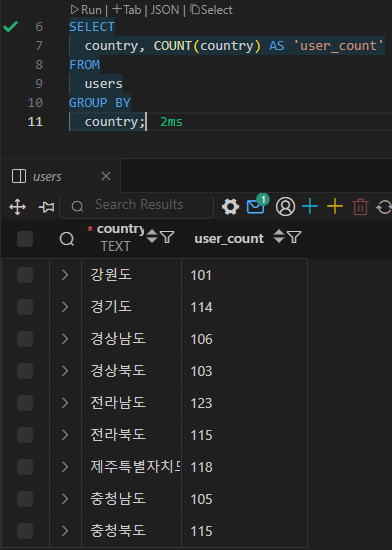 Run | Tab | JSON | Select
6 SELECT
7 country, COUNT(country) AS 'user_count'
8 FROM
9 users
10 GROUP BY
11 country; 2ms
users
Search Results 1
* country TEXT user_count
강원도 101
경기도 114
경상남도 106
경상북도 103
전라남도 123
전라북도 115
제주특별자치도 118
충청남도 105
충청북도 115